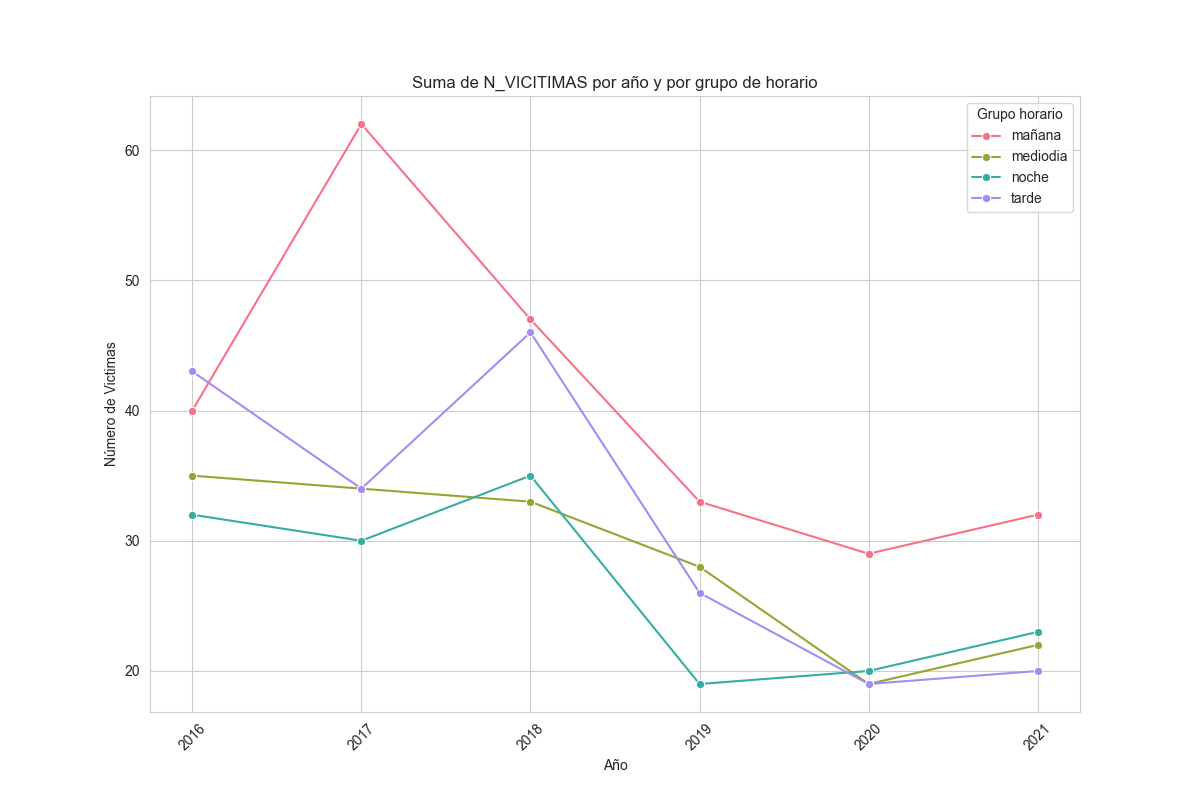 Suma de N_VICITIMAS por año y por grupo de horario
Grupo horario
mañana
mediodia
noche
tarde
Número de Victimas
60
50
40
30
20
2016
2017
2018
2019
2020
2021
Año